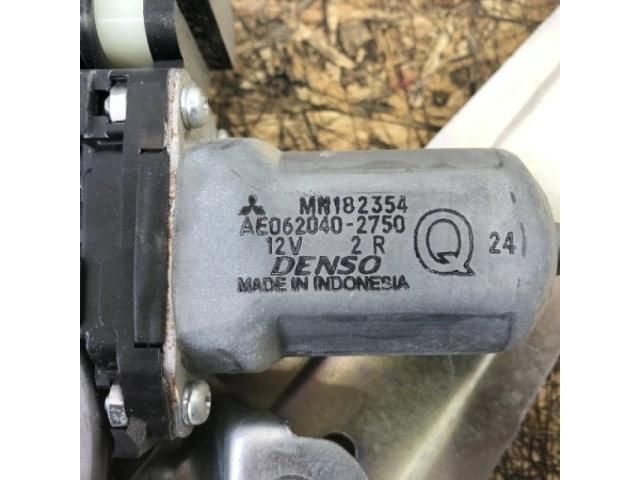 MN182354
AE062040-2750
12V 2 R
DENSO
MADE IN INDONESIA
Q
24